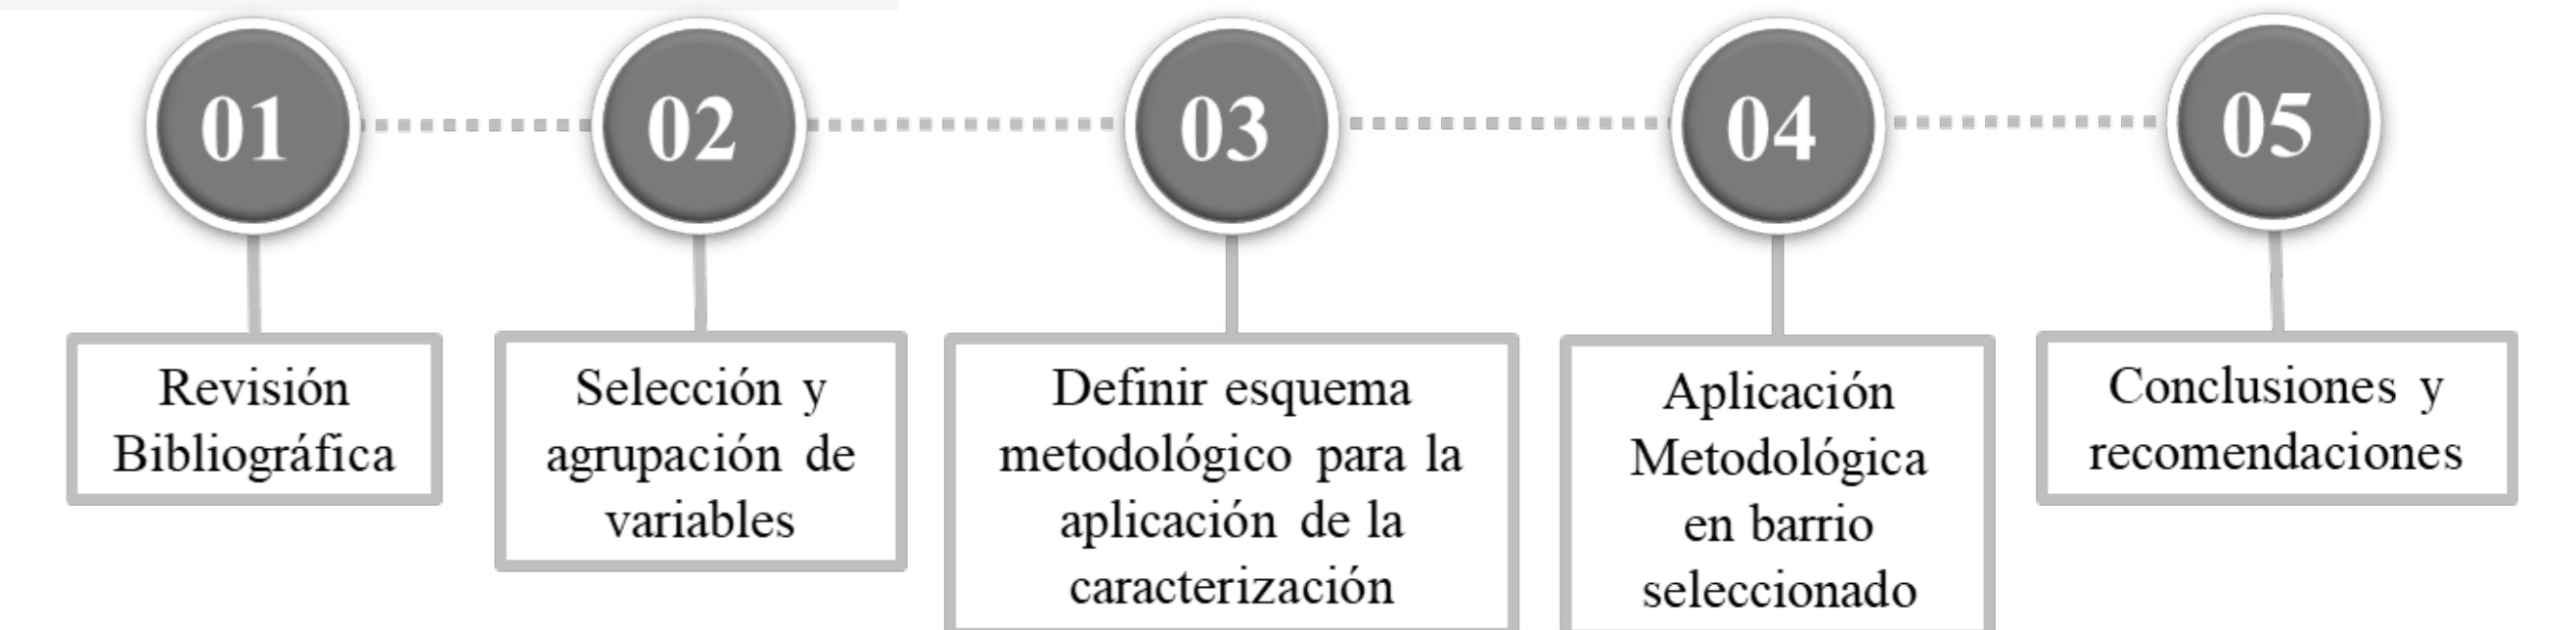 01
02
03
04
05
Revisión
Bibliográfica
Selección y
agrupación de
variables
Definir esquema
metodológico para la
aplicación de la
caracterización
Aplicación
Metodológica
en barrio
seleccionado
Conclusiones y
recomendaciones